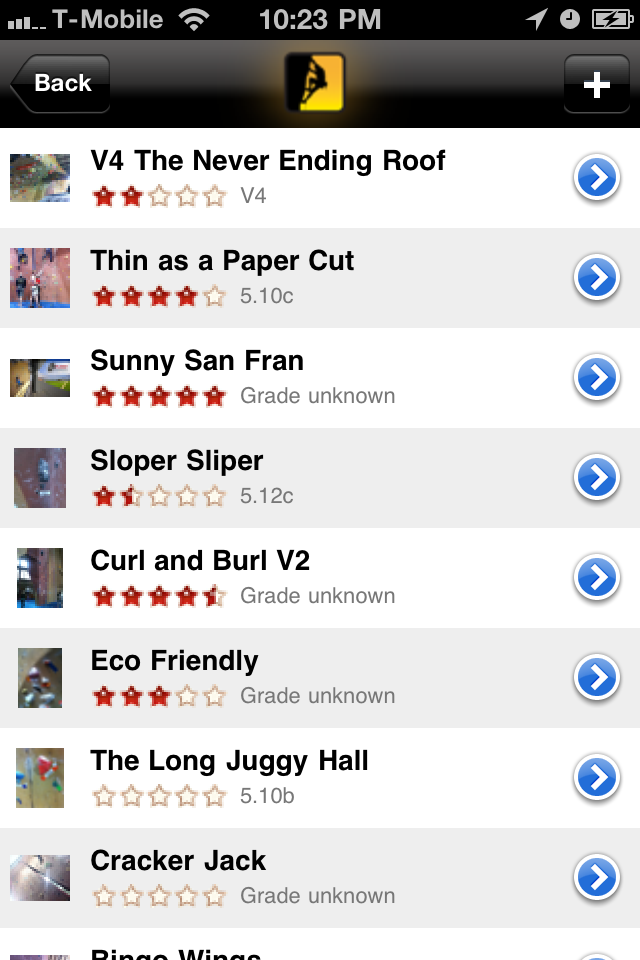 T-Mobile 10:23 PM
Back
V4 The Never Ending Roof
V4
Thin as a Paper Cut
5.10c
Sunny San Fran
Grade unknown
Sloper Sliper
5.12c
Curl and Burl V2
Grade unknown
Eco Friendly
Grade unknown
The Long Juggy Hall
5.10b
Cracker Jack
Grade unknown
Bingo Wings